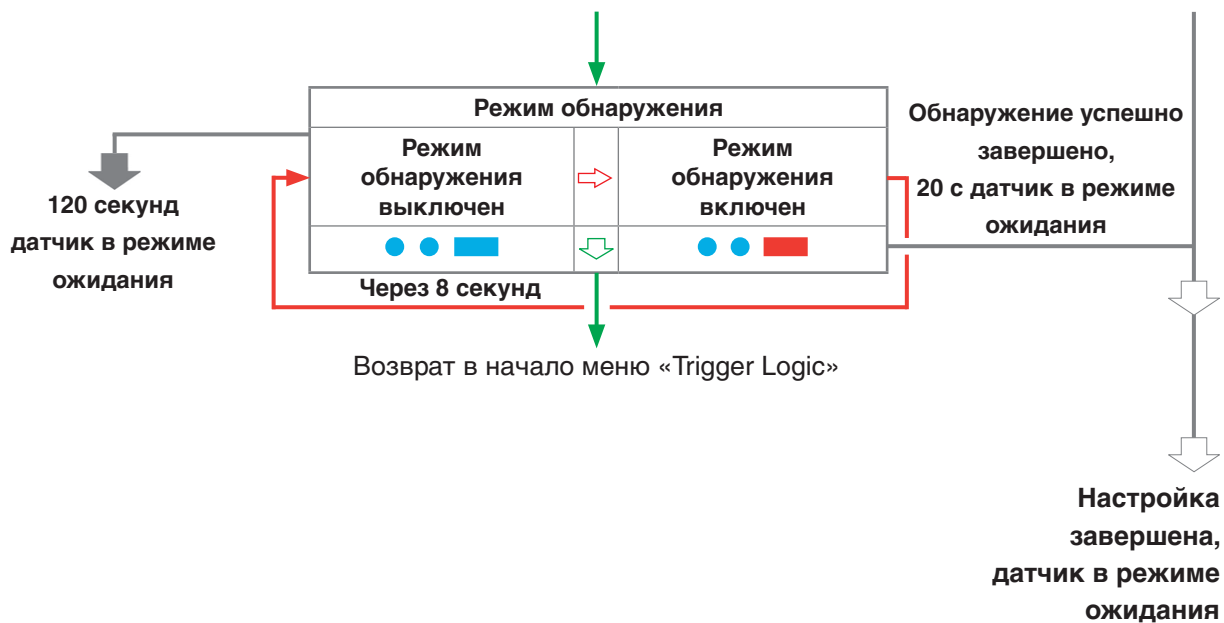 Режим обнаружения
Режим
обнаружения
выключен
Режим
обнаружения
включен
Обнаружение успешно
завершено,
20 с датчик в режиме
ожидания
120 секунд
датчик в режиме
ожидания
Через 8 секунд
Возврат в начало меню «Trigger Logic»
Настройка
завершена,
датчик в режиме
ожидания